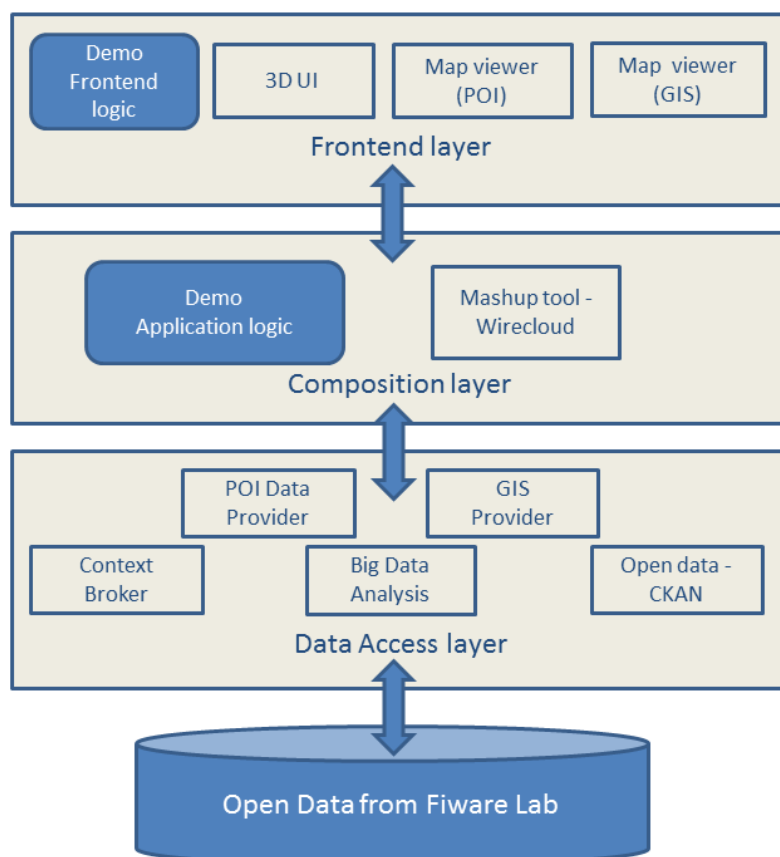 Demo
Frontend
logic
3D UI
Map viewer
(POI)
Map viewer
(GIS)
Frontend layer
Demo
Application logic
Mashup tool -
Wirecloud
Composition layer
POI Data
Provider
GIS
Provider
Context
Broker
Big Data
Analysis
Open data -
CKAN
Data Access layer
Open Data from Fiware Lab